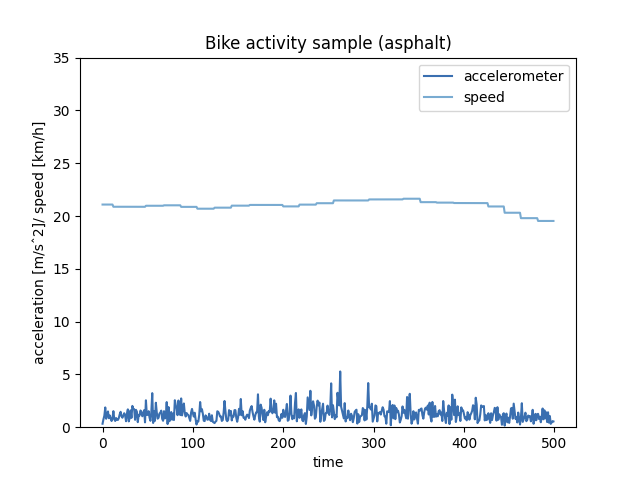 Bike activity sample (asphalt)
accelerometer
speed
acceleration [m/s^2]/ speed [km/h]
35
30
25
20
15
10
5
0
0 100 200 300 400 500
time